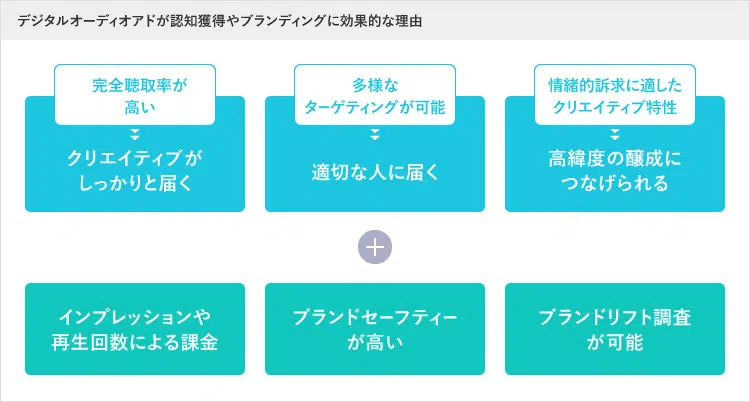 デジタルオーディオアドが認知獲得やブランディングに効果的な理由
完全聴取率が
高い
クリエイティブが
しっかりと届く
多様な
ターゲティングが可能
適切な人に届く
情緒的訴求に適した
クリエイティブ特性
高緯度の醸成に
つなげられる
インプレッションや
再生回数による課金
ブランドセーフティー
が高い
ブランドリフト調査
が可能